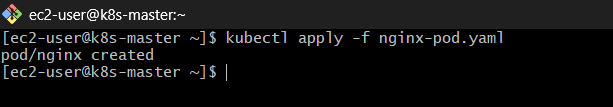 ec2-user@k8s-master:~
[ec2-user@k8s-master ~]$ kubectl apply -f nginx-pod.yaml
pod/nginx created
[ec2-user@k8s-master ~]$